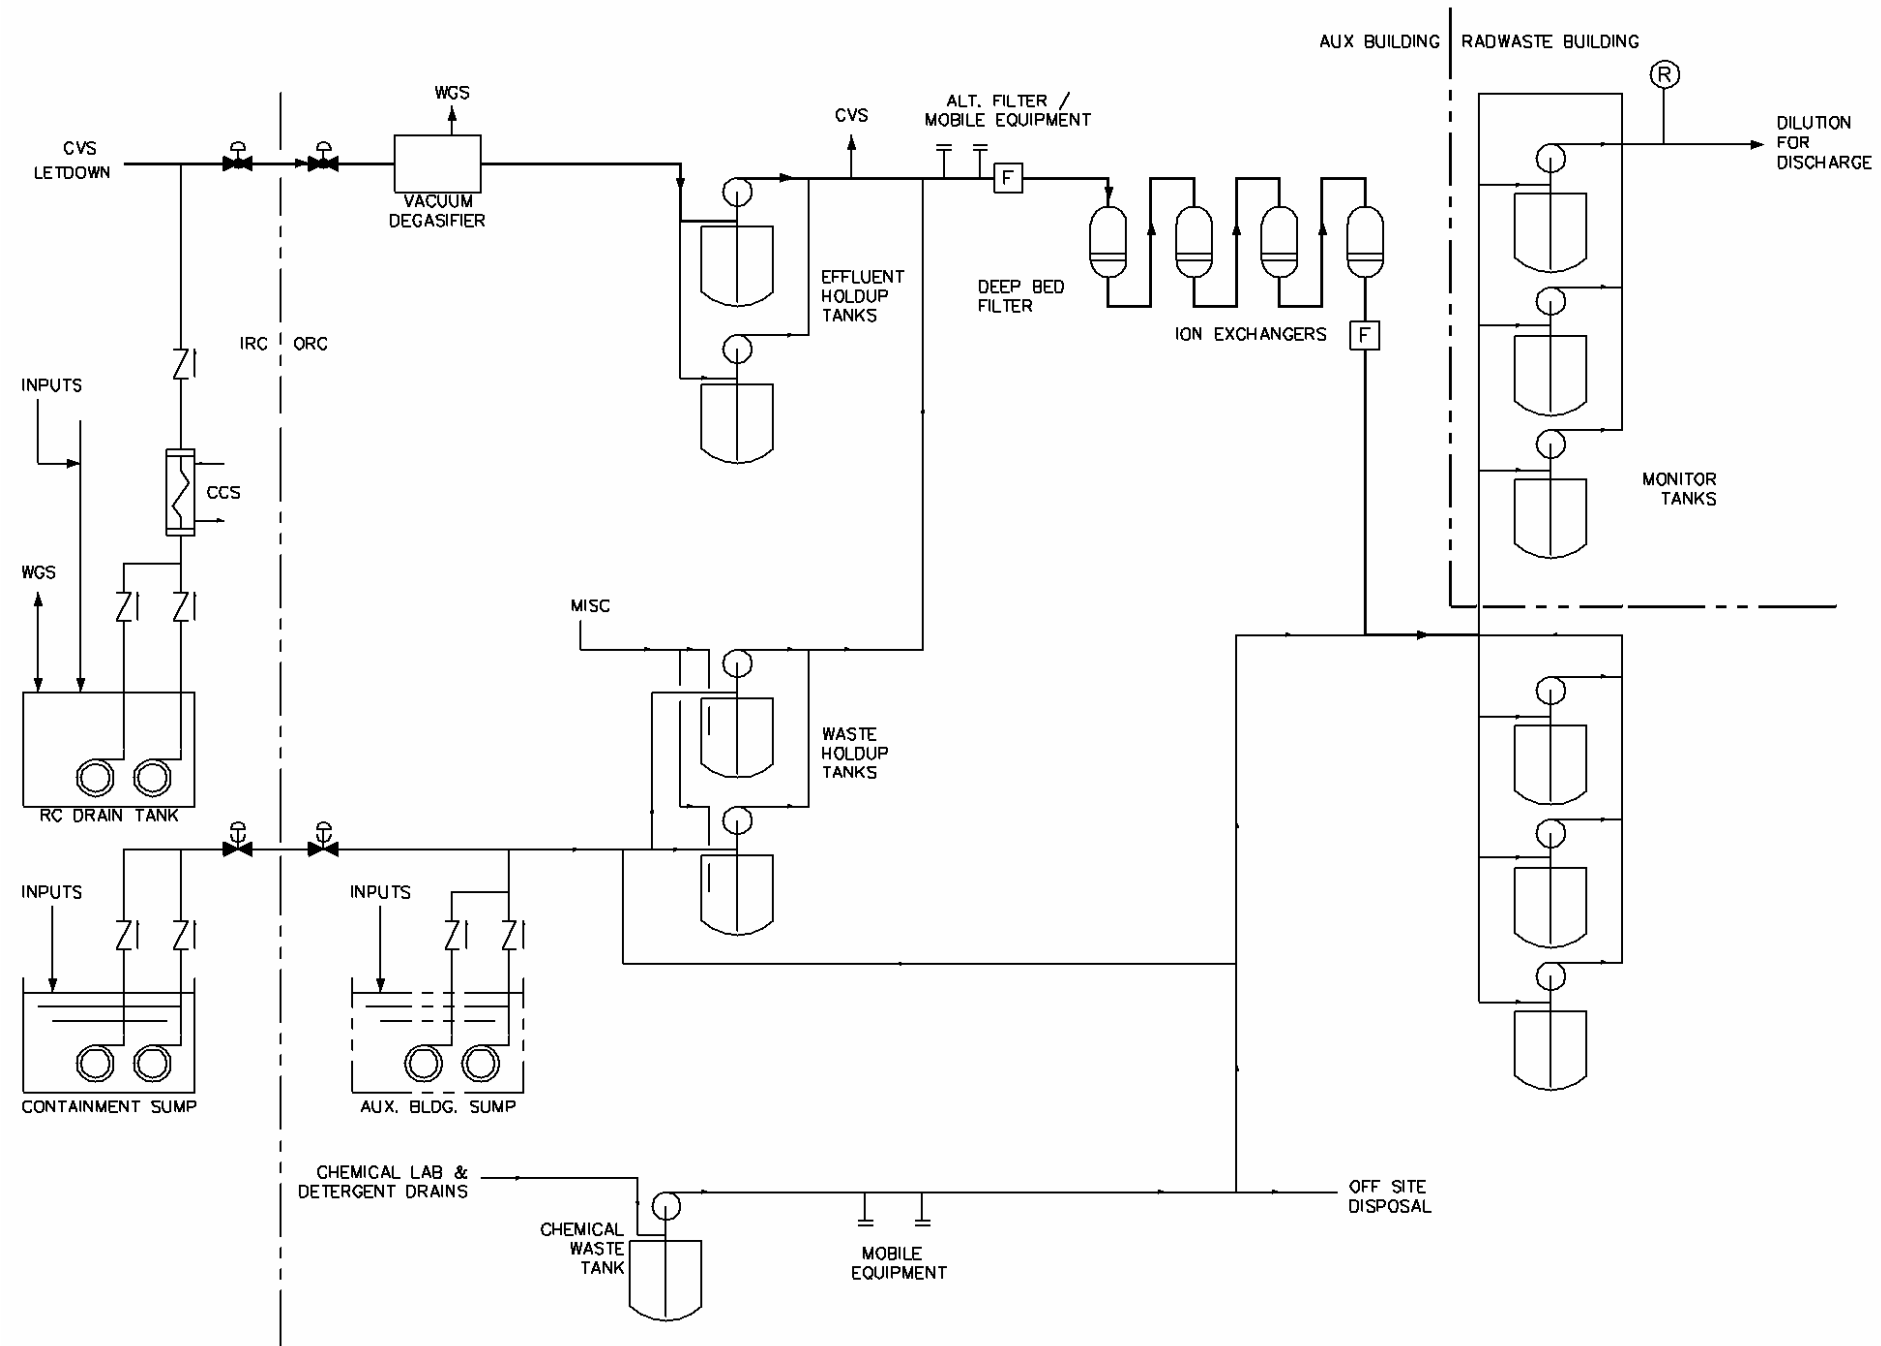 AUX BUILDING
RADWASTE BUILDING
R
WGS
CVS
ALT. FILTER /
MOBILE EQUIPMENT
DILUTION
FOR
DISCHARGE
CVS
LETDOWN
F
VACUUM
DEGASIFIER
EFFLUENT
HOLDUP
TANKS
DEEP BED
FILTER
ION EXCHANGERS
F
IRC
ORC
INPUTS
CCS
MONITOR
TANKS
WGS
MISC
WASTE
HOLDUP
TANKS
RC DRAIN TANK
INPUTS
INPUTS
CONTAINMENT SUMP
AUX. BLDG. SUMP
CHEMICAL LAB &
DETERGENT DRAINS
OFF SITE
DISPOSAL
CHEMICAL
WASTE
TANK
MOBILE
EQUIPMENT